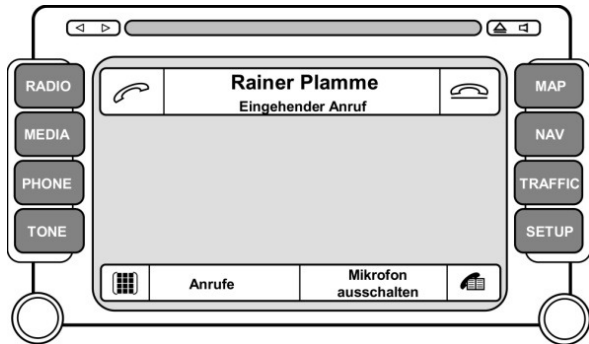 Rainer Plamme
Eingehender Anruf
RADIO
MEDIA
PHONE
TONE
MAP
NAV
TRAFFIC
SETUP
Anrufe
Mikrofon
ausschalten